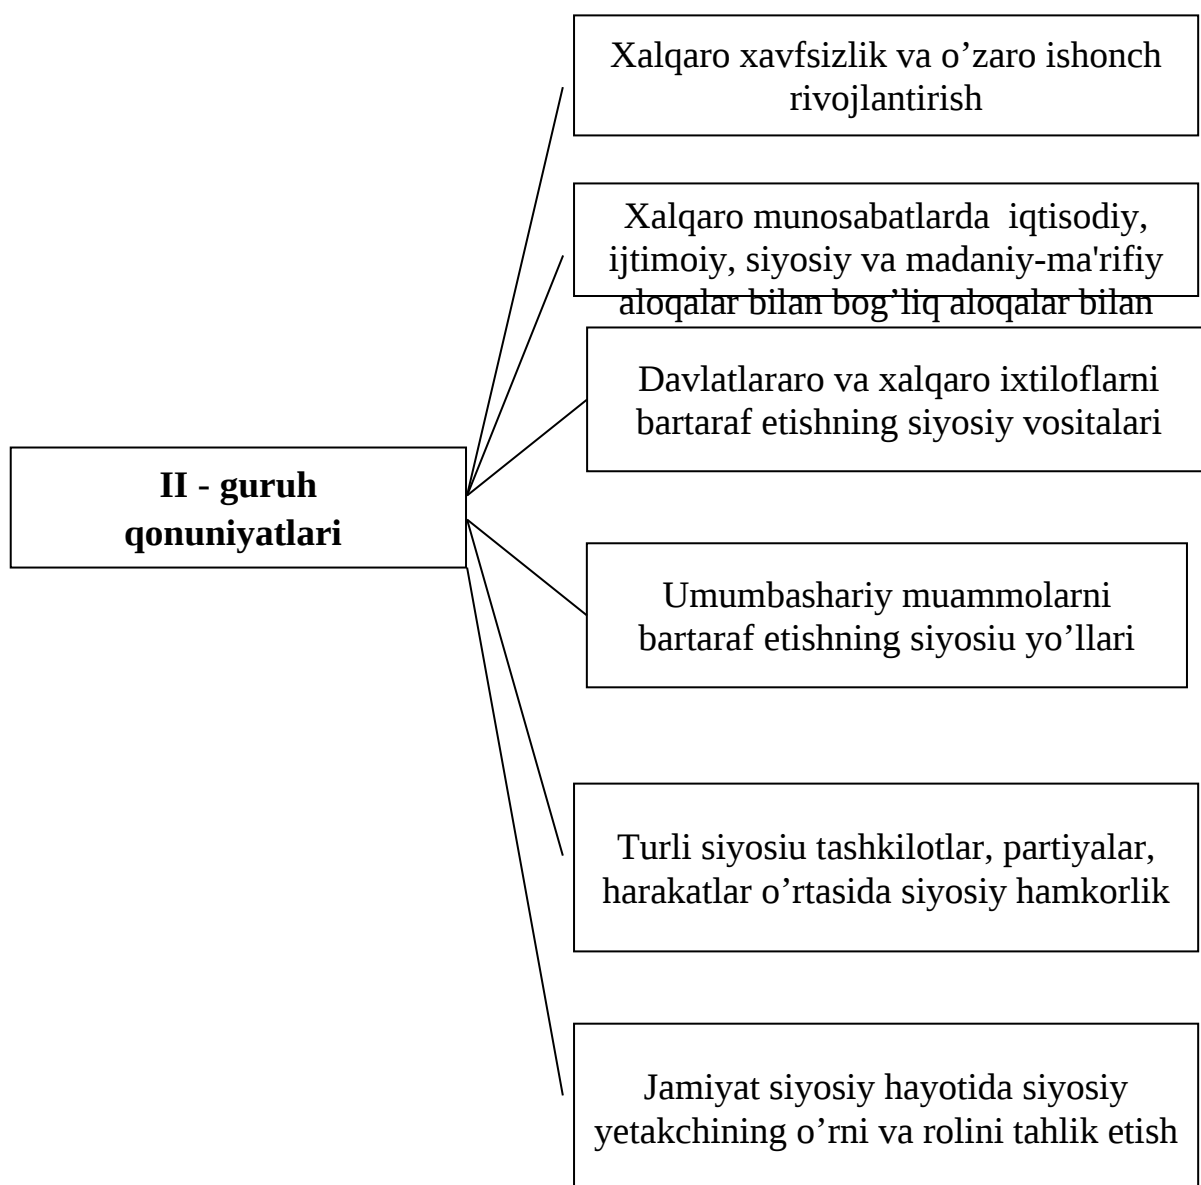 Xalqaro xavfsizlik va o’zaro ishonch
rivojlantirish
Xalqaro munosabatlarda  iqtisodiy,
ijtimoiy, siyosiy va madaniy-ma'rifiy
aloqalar bilan bog’liq aloqalar bilan
Davlatlararo va xalqaro ixtiloflarni
bartaraf etishning siyosiy vositalari
II - guruh
qonuniyatlari
Umumbashariy muammolarni
bartaraf etishning siyosiu yo’llari
Turli siyosiu tashkilotlar, partiyalar,
harakatlar o’rtasida siyosiy hamkorlik
Jamiyat siyosiy hayotida siyosiy
yetakchining o’rni va rolini tahlik etish